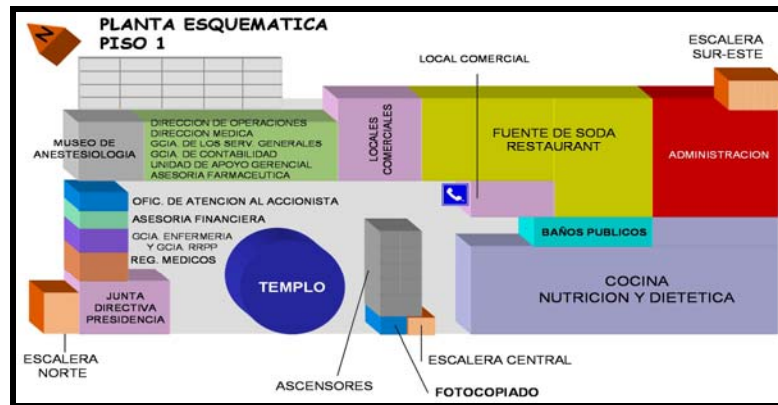 PLANTA ESQUEMATICA
PISO 1
N
LOCAL COMERCIAL
ESCALERA
SUR-ESTE
MUSEO DE
ANESTESIOLOGIA
DIRECCION DE OPERACIONES
DIRECCION MEDICA
GCIA. DE LOS SERV. GENERALES
GCIA. DE CONTABILIDAD
UNIDAD DE APOYO GERENCIAL
ASESORIA FARMACEUTICA
LOCALES
COMERCIALES
FUENTE DE SODA
RESTAURANT
ADMINISTRACION
OFIC. DE ATENCION AL ACCIONISTA
ASESORIA FINANCIERA
GCIA. ENFERMERIA
Y GCIA. RRPP
REG. MEDICOS
JUNTA
DIRECTIVA
PRESIDENCIA
TEMPLO
BAÑOS PUBLICOS
COCINA
NUTRICION Y DIETETICA
ESCALERA
NORTE
ASCENSORES
ESCALERA CENTRAL
FOTOCOPIADO